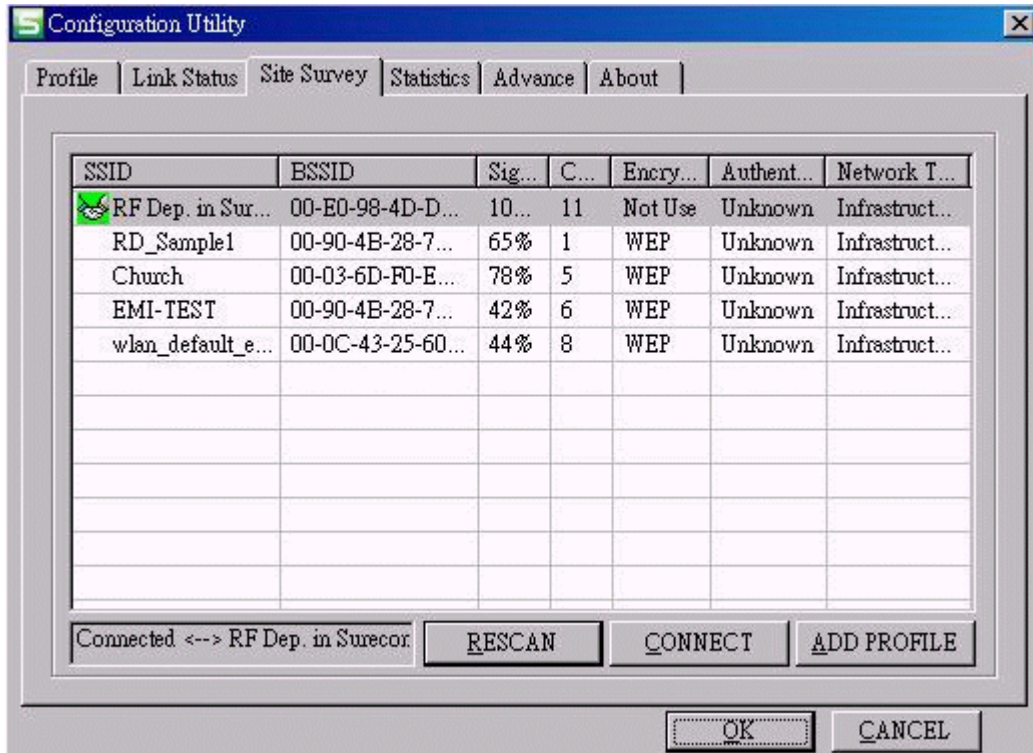 Configuration Utility
Profile Link Status Site Survey Statistics Advance About
SSID BSSID Sig... C... Encry... Authent... Network T...
RF Dep. in Sur... 00-E0-98-4D-D... 10... 11 Not Use Unknown Infrastruct...
RD_Sample1 00-90-4B-28-7... 65% 1 WEP Unknown Infrastruct...
Church 00-03-6D-F0-E... 78% 5 WEP Unknown Infrastruct...
EMI-TEST 00-90-4B-28-7... 42% 6 WEP Unknown Infrastruct...
wlan_default_e... 00-0C-43-25-60... 44% 8 WEP Unknown Infrastruct...
Connected <--> RF Dep. in Surecor RESCAN CONNECT ADD PROFILE
OK CANCEL